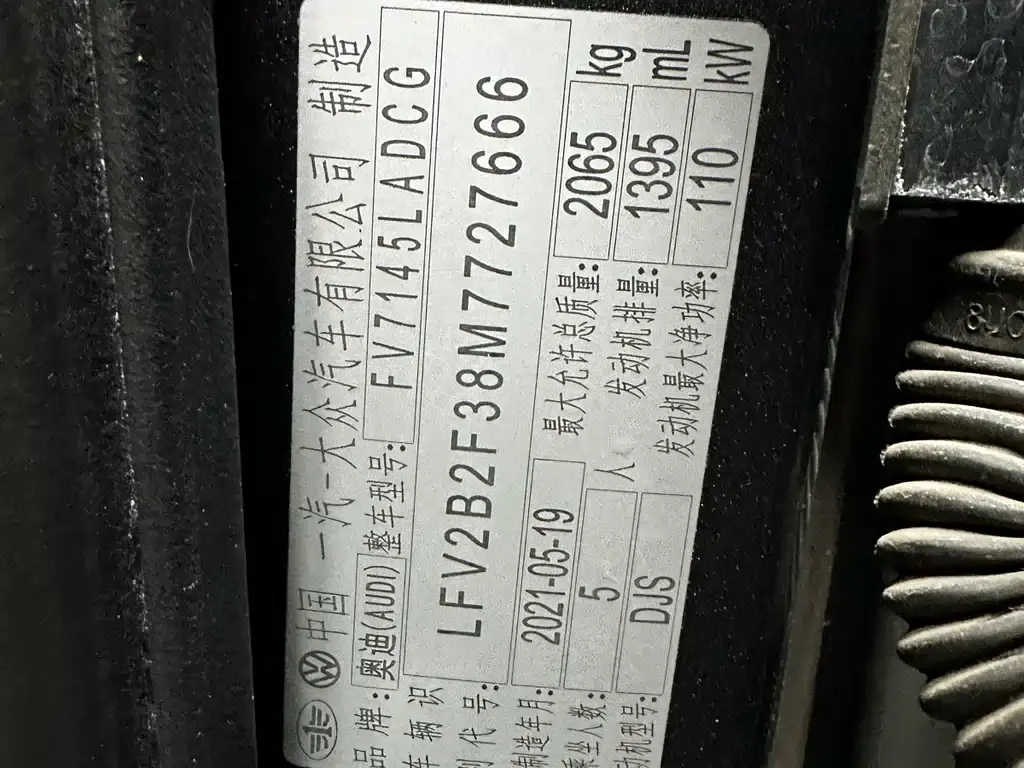 中国 一汽-大众汽车有限公司 制造
品牌: 奥迪(AUDI) 整车型号: FV7145LADCG
车辆识
代号: LFV2B2F38M7727666
制造年月: 2021-05-19 最大允许总质量: 2065 kg
乘坐人数: 5 人 发动机排量: 1395 mL
动机型号: DJS 发动机最大净功率: 110 kW
8J0